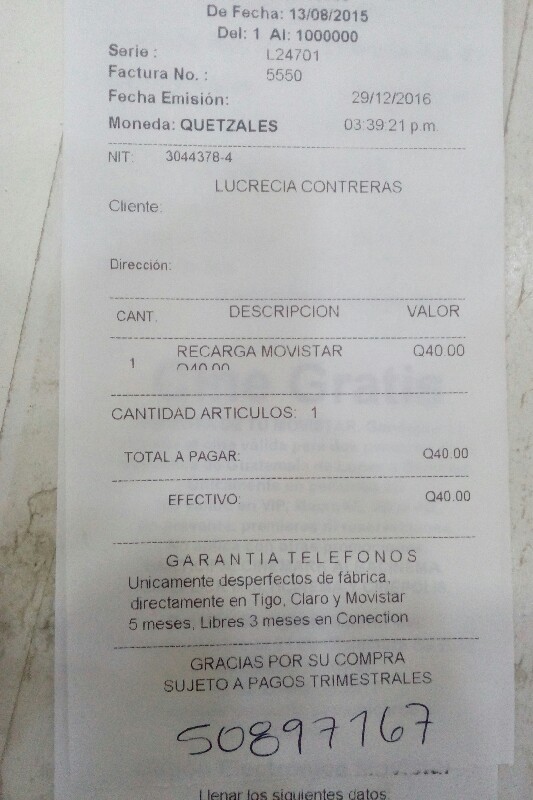 De Fecha: 13/08/2015
Del: 1 Al: 1000000
Serie : L24701
Factura No. : 5550
Fecha Emisión: 29/12/2016
Moneda: QUETZALES 03:39:21 p.m.
NIT: 3044378-4
LUCRECIA CONTRERAS
Cliente:
Dirección:
CANT. DESCRIPCION VALOR
1 RECARGA MOVISTAR Q40.00
Q40.00
CANTIDAD ARTICULOS: 1
TOTAL A PAGAR: Q40.00
EFECTIVO: Q40.00
GARANTIA TELEFONOS
Unicamente desperfectos de fábrica,
directamente en Tigo, Claro y Movistar
5 meses, Libres 3 meses en Conection
GRACIAS POR SU COMPRA
SUJETO A PAGOS TRIMESTRALES
50897167
Llenar los siguientes datos: